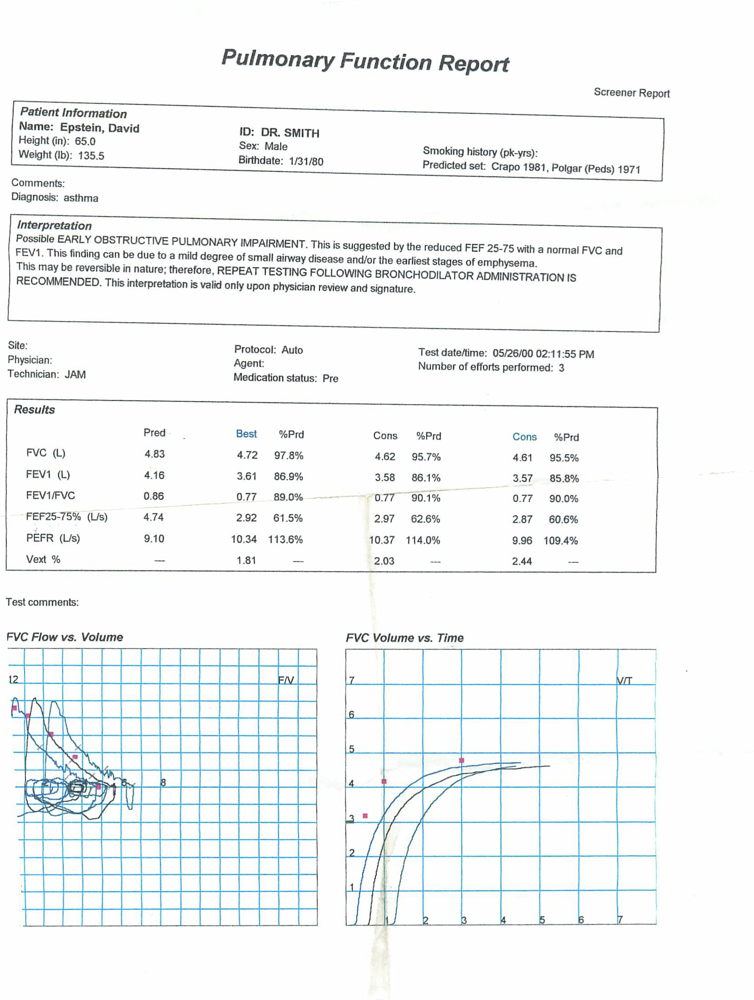 Pulmonary Function Report
Screener Report
Patient Information
Name: Epstein, David
ID: DR. SMITH
Height (in): 65.0
Sex: Male
Smoking history (pk-yrs):
Weight (lb): 135.5
Birthdate: 1/31/80
Predicted set: Crapo 1981, Polgar (Peds) 1971
Comments:
Diagnosis: asthma
Interpretation
Possible EARLY OBSTRUCTIVE PULMONARY IMPAIRMENT. This is suggested by the reduced FEF 25-75 with a normal FVC and
FEV1. This finding can be due to a mild degree of small airway disease and/or the earliest stages of emphysema.
This may be reversible in nature; therefore, REPEAT TESTING FOLLOWING BRONCHODILATOR ADMINISTRATION IS
RECOMMENDED. This interpretation is valid only upon physician review and signature.
Site:
Protocol: Auto
Test date/time: 05/26/00 02:11:55 PM
Physician:
Agent:
Number of efforts performed: 3
Technician: JAM
Medication status: Pre
Results
Pred Best %Prd Cons %Prd Cons %Prd
FVC (L) 4.83 4.72 97.8% 4.62 95.7% 4.61 95.5%
FEV1 (L) 4.16 3.61 86.9% 3.58 86.1% 3.57 85.8%
FEV1/FVC 0.86 0.77 89.0% 0.77 90.1% 0.77 90.0%
FEF25-75% (L/s) 4.74 2.92 61.5% 2.97 62.6% 2.87 60.6%
PEFR (L/s) 9.10 10.34 113.6% 10.37 114.0% 9.96 109.4%
Vext % --- 1.81 --- 2.03 --- 2.44 ---
Test comments:
FVC Flow vs. Volume
12
F/V
6 8
FVC Volume vs. Time
7
V/T
6
5
4
3
2
1
1 2 3 4 5 6 7